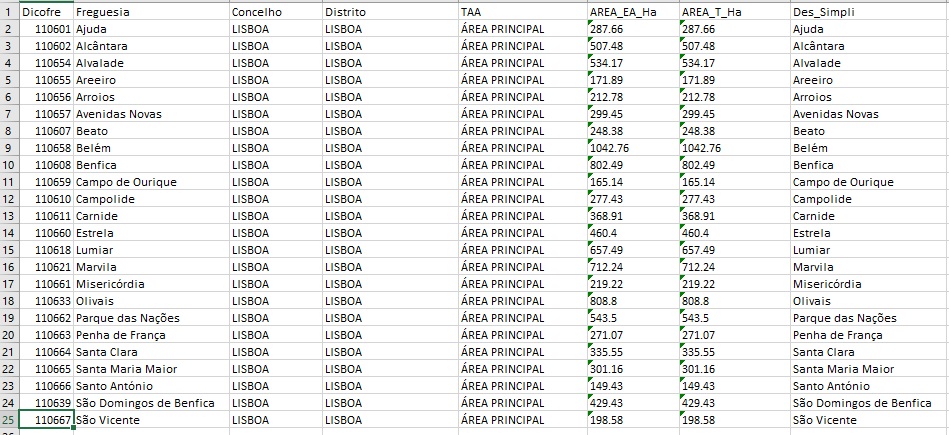 1 Dicofre Freguesia Concelho Distrito TAA AREA_EA_Ha AREA_T_Ha Des_Simpli
2 110601 Ajuda LISBOA LISBOA ÁREA PRINCIPAL 287.66 287.66 Ajuda
3 110602 Alcântara LISBOA LISBOA ÁREA PRINCIPAL 507.48 507.48 Alcântara
4 110654 Alvalade LISBOA LISBOA ÁREA PRINCIPAL 534.17 534.17 Alvalade
5 110655 Areeiro LISBOA LISBOA ÁREA PRINCIPAL 171.89 171.89 Areeiro
6 110656 Arroios LISBOA LISBOA ÁREA PRINCIPAL 212.78 212.78 Arroios
7 110657 Avenidas Novas LISBOA LISBOA ÁREA PRINCIPAL 299.45 299.45 Avenidas Novas
8 110607 Beato LISBOA LISBOA ÁREA PRINCIPAL 248.38 248.38 Beato
9 110658 Belém LISBOA LISBOA ÁREA PRINCIPAL 1042.76 1042.76 Belém
10 110608 Benfica LISBOA LISBOA ÁREA PRINCIPAL 802.49 802.49 Benfica
11 110659 Campo de Ourique LISBOA LISBOA ÁREA PRINCIPAL 165.14 165.14 Campo de Ourique
12 110610 Campolide LISBOA LISBOA ÁREA PRINCIPAL 277.43 277.43 Campolide
13 110611 Carnide LISBOA LISBOA ÁREA PRINCIPAL 368.91 368.91 Carnide
14 110660 Estrela LISBOA LISBOA ÁREA PRINCIPAL 460.4 460.4 Estrela
15 110618 Lumiar LISBOA LISBOA ÁREA PRINCIPAL 657.49 657.49 Lumiar
16 110621 Marvila LISBOA LISBOA ÁREA PRINCIPAL 712.24 712.24 Marvila
17 110661 Misericórdia LISBOA LISBOA ÁREA PRINCIPAL 219.22 219.22 Misericórdia
18 110633 Olivais LISBOA LISBOA ÁREA PRINCIPAL 808.8 808.8 Olivais
19 110662 Parque das Nações LISBOA LISBOA ÁREA PRINCIPAL 543.5 543.5 Parque das Nações
20 110663 Penha de França LISBOA LISBOA ÁREA PRINCIPAL 271.07 271.07 Penha de França
21 110664 Santa Clara LISBOA LISBOA ÁREA PRINCIPAL 335.55 335.55 Santa Clara
22 110665 Santa Maria Maior LISBOA LISBOA ÁREA PRINCIPAL 301.16 301.16 Santa Maria Maior
23 110666 Santo António LISBOA LISBOA ÁREA PRINCIPAL 149.43 149.43 Santo António
24 110639 São Domingos de Benfica LISBOA LISBOA ÁREA PRINCIPAL 429.43 429.43 São Domingos de Benfica
25 110667 São Vicente LISBOA LISBOA ÁREA PRINCIPAL 198.58 198.58 São Vicente